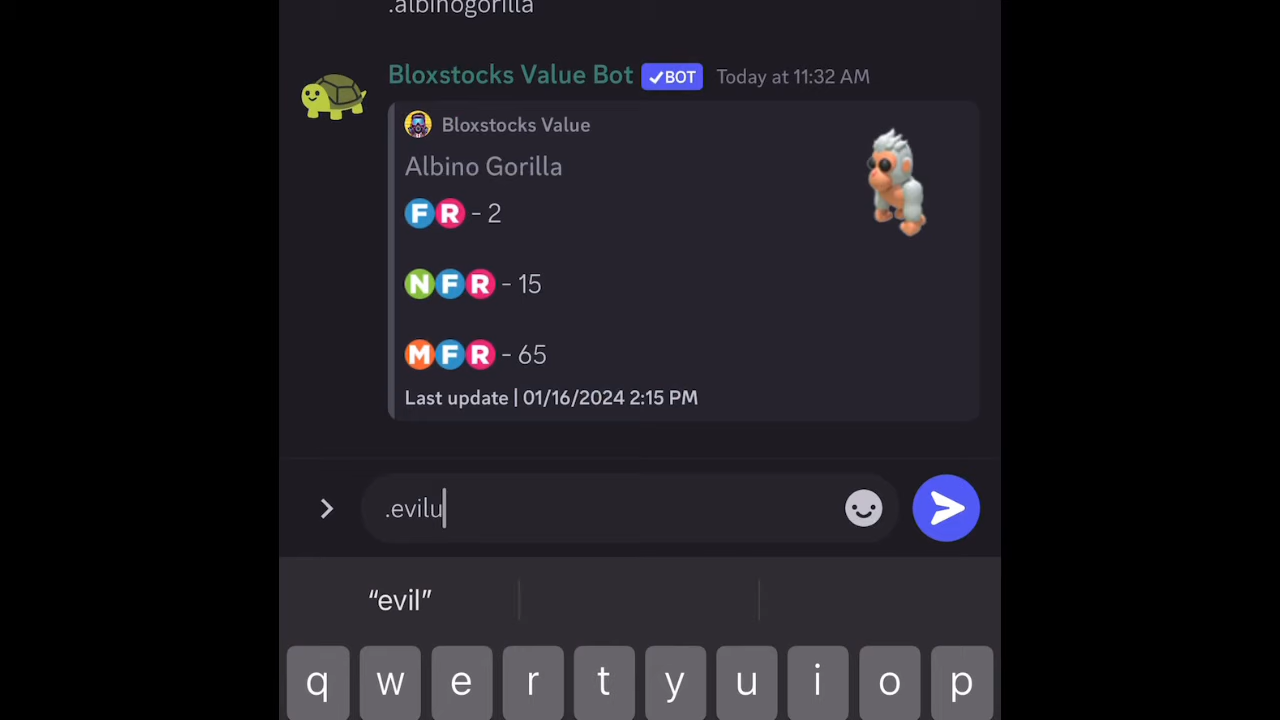 .albinogorilla
Bloxstocks Value Bot ✓BOT Today at 11:32 AM
Bloxstocks Value
Albino Gorilla
F R - 2
N F R - 15
M F R - 65
Last update | 01/16/2024 2:15 PM
.evilu
“evil”
q w e r t y u i o p